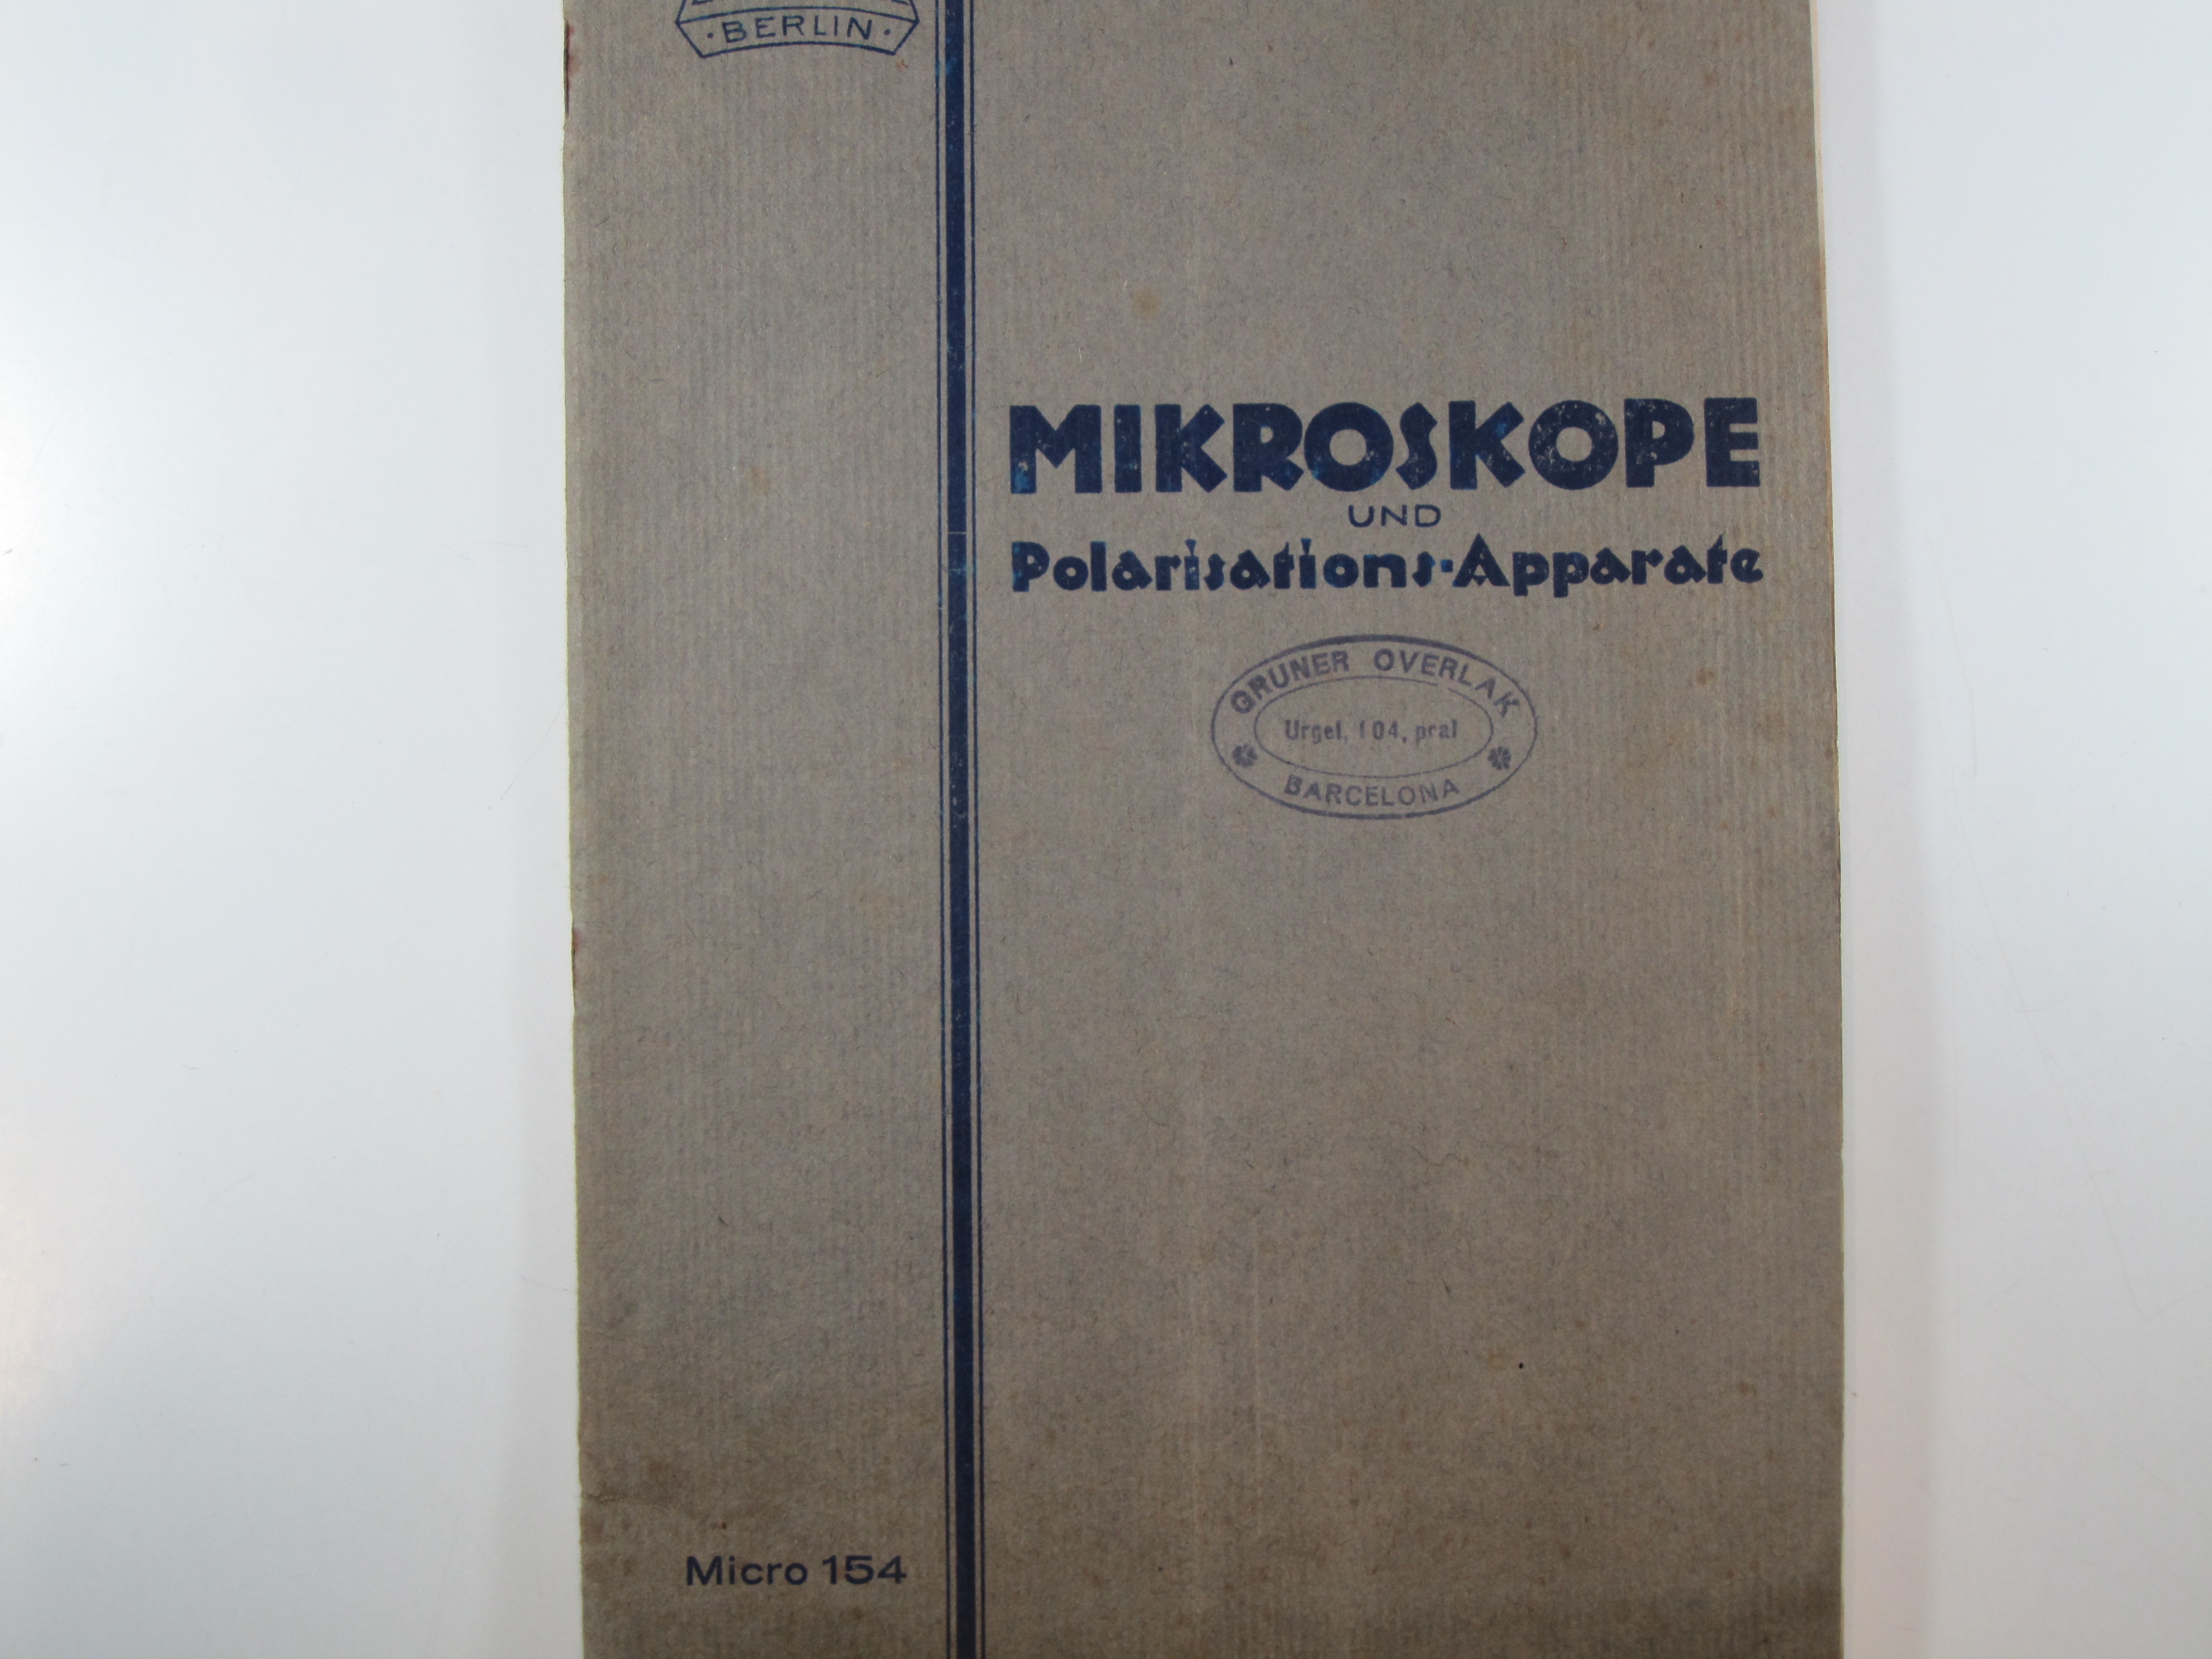 ·BERLIN·
MIKROSKOPE
UND
Polarisations-Apparate
GRUNER OVERLAK
Urgel, 104, pral
BARCELONA
Micro 154